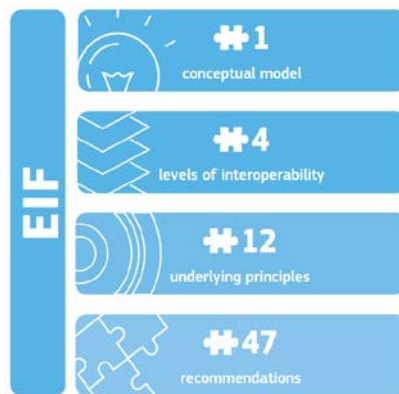 EIF
1
conceptual model
4
levels of interoperability
12
underlying principles
47
recommendations